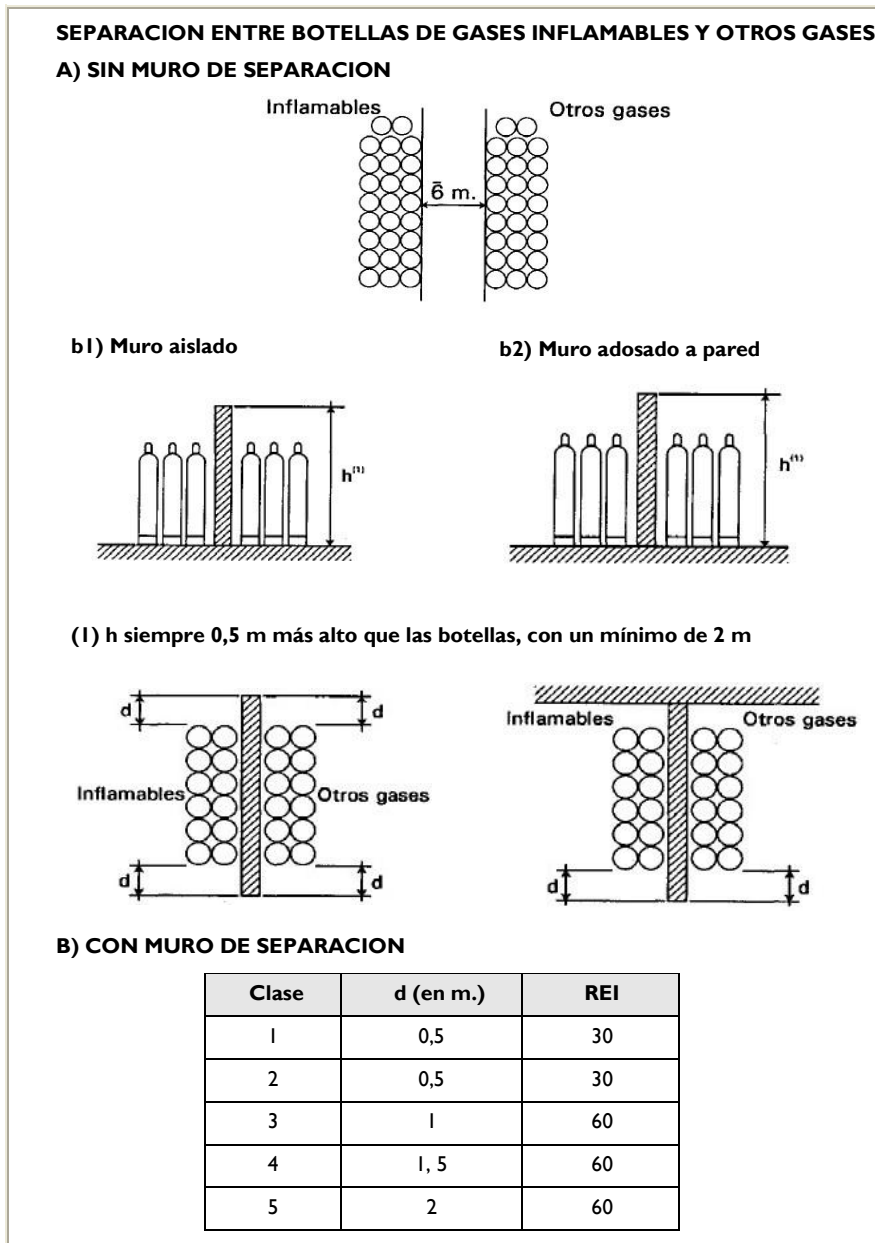 SEPARACION ENTRE BOTELLAS DE GASES INFLAMABLES Y OTROS GASES
A) SIN MURO DE SEPARACION
Inflamables Otros gases
6 m.
b1) Muro aislado b2) Muro adosado a pared
h(1) h(1)
(1) h siempre 0,5 m más alto que las botellas, con un mínimo de 2 m
d d
Inflamables Otros gases
Inflamables Otros gases
d d d d
B) CON MURO DE SEPARACION
Clase d (en m.) REI
1 0,5 30
2 0,5 30
3 1 60
4 1, 5 60
5 2 60